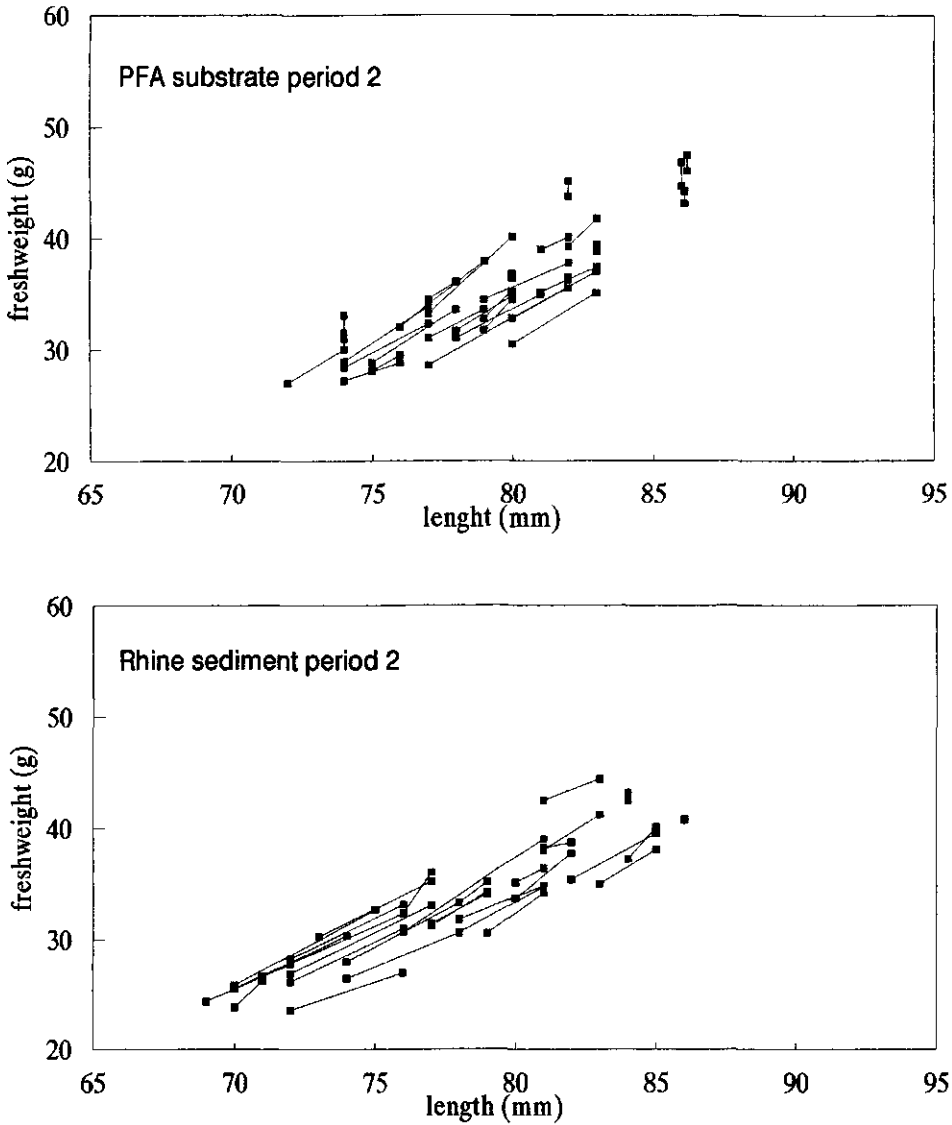 60
PFA substrate period 2
50
freshweight (g)
40
30
20
65 70 75 80 85 90 95
lenght (mm)
60
Rhine sediment period 2
50
freshweight (g)
40
30
20
65 70 75 80 85 90 95
length (mm)